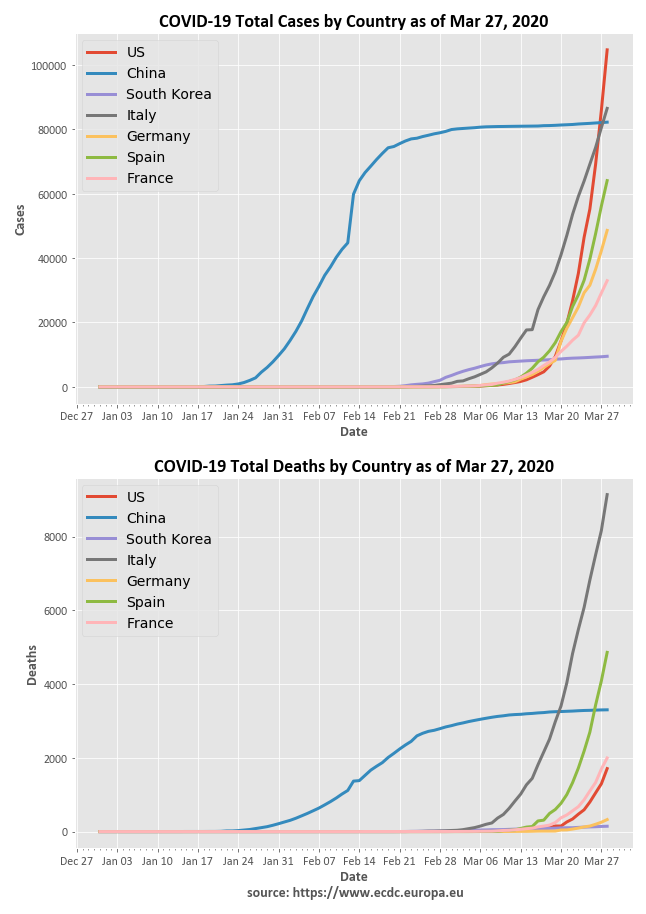 COVID-19 Total Cases by Country as of Mar 27, 2020
US
China
South Korea
Italy
Germany
Spain
France
100000
80000
60000
40000
20000
0
Cases
Dec 27 Jan 03 Jan 10 Jan 17 Jan 24 Jan 31 Feb 07 Feb 14 Feb 21 Feb 28 Mar 06 Mar 13 Mar 20 Mar 27
Date
COVID-19 Total Deaths by Country as of Mar 27, 2020
US
China
South Korea
Italy
Germany
Spain
France
8000
6000
4000
2000
0
Deaths
Dec 27 Jan 03 Jan 10 Jan 17 Jan 24 Jan 31 Feb 07 Feb 14 Feb 21 Feb 28 Mar 06 Mar 13 Mar 20 Mar 27
Date
source: https://www.ecdc.europa.eu